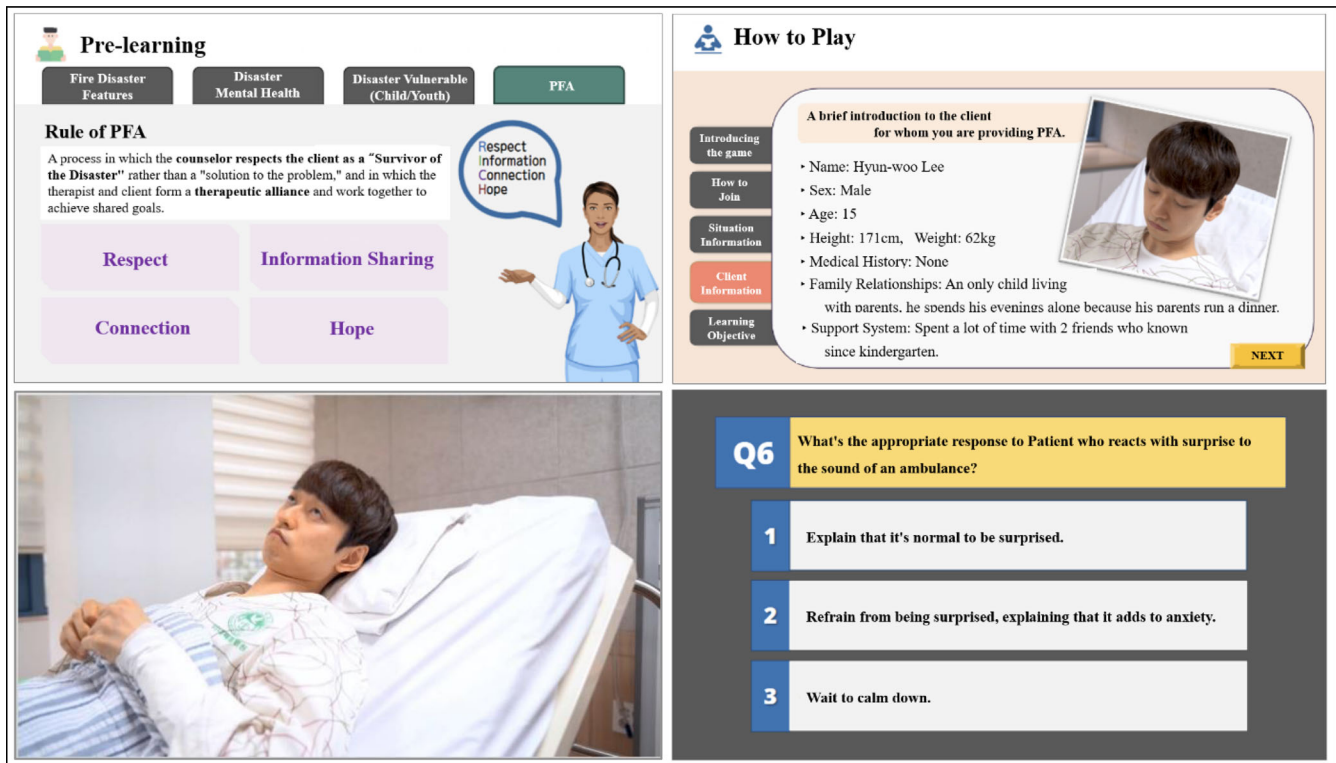 Pre-learning
Fire Disaster
Features
Disaster
Mental Health
Disaster Vulnerable
(Child/Youth)
PFA
Rule of PFA
A process in which the counselor respects the client as a “Survivor of
the Disaster" rather than a "solution to the problem," and in which the
therapist and client form a therapeutic alliance and work together to
achieve shared goals.
Respect
Information Sharing
Connection
Hope
Respect
Information
Connection
Hope
How to Play
Introducing
the game
How to
Join
Situation
Information
Client
Information
Learning
Objective
A brief introduction to the client
for whom you are providing PFA.
‣ Name: Hyun-woo Lee
‣ Sex: Male
‣ Age: 15
‣ Height: 171cm, Weight: 62kg
‣ Medical History: None
‣ Family Relationships: An only child living
with parents, he spends his evenings alone because his parents run a dinner.
‣ Support System: Spent a lot of time with 2 friends who known
since kindergarten.
NEXT
Q6
What's the appropriate response to Patient who reacts with surprise to
the sound of an ambulance?
1
Explain that it's normal to be surprised.
2
Refrain from being surprised, explaining that it adds to anxiety.
3
Wait to calm down.